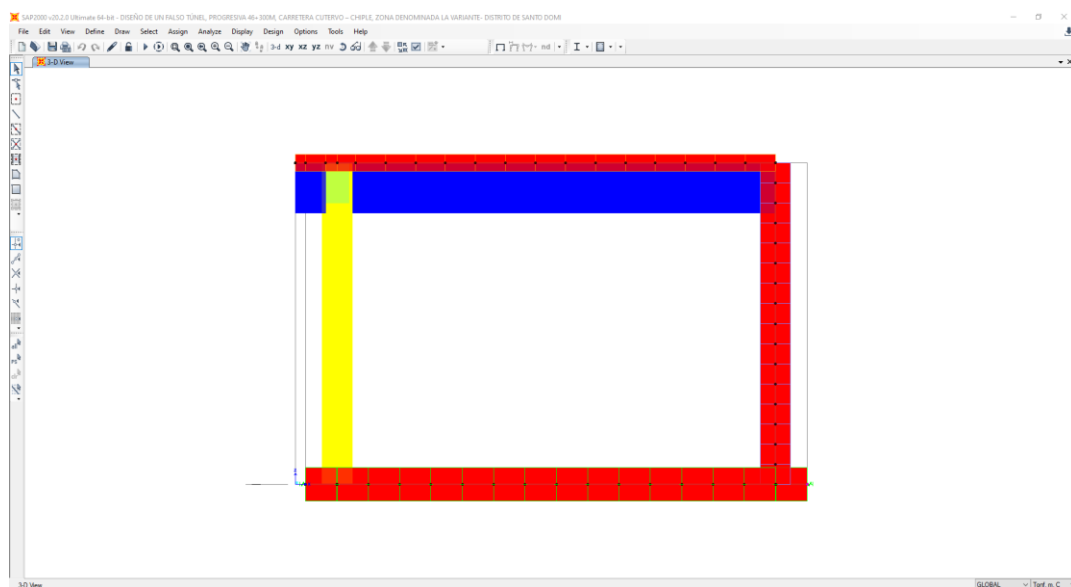 SAP2000 v20.2.0 Ultimate 64-bit - DISEÑO DE UN FALSO TÚNEL, PROGRESIVA 46+300M; CARRETERA CUTERVO – CHIPLE, ZONA DENOMINADA LA VARIANTE- DISTRITO DE SANTO DOMI
File Edit View Define Draw Select Assign Analyze Display Design Options Tools Help
3-d xy xz yz nv nd
3-D View
3-D View GLOBAL Tonf, m, C